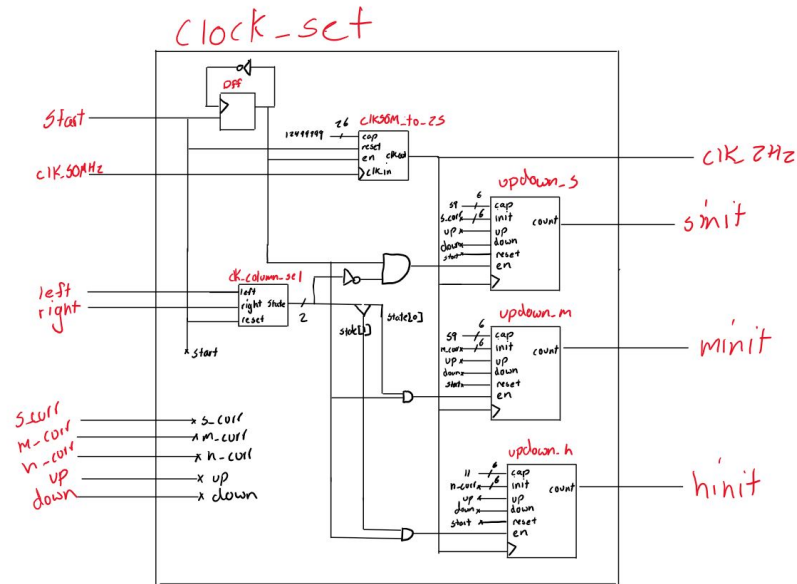 Clock_set
Dff
Start
clk_50MHz
clk50M_to_2s
12499999 26 cap
reset
en clkout
clk_in
clk_2Hz
updown_s
59 6 cap
s_curr 6 init count
up up
down down
start reset
en
sinit
left
right
clk_column_sel
left
right state
reset
2
state[1]
state[0]
start
updown_m
59 6 cap
m_curr 6 init count
up up
down down
start reset
en
minit
s_curr
m_curr
h_curr
up
down
s_curr
m_curr
h_curr
up
down
updown_h
11 6 cap
h_curr 6 init count
up up
down down
start reset
en
hinit